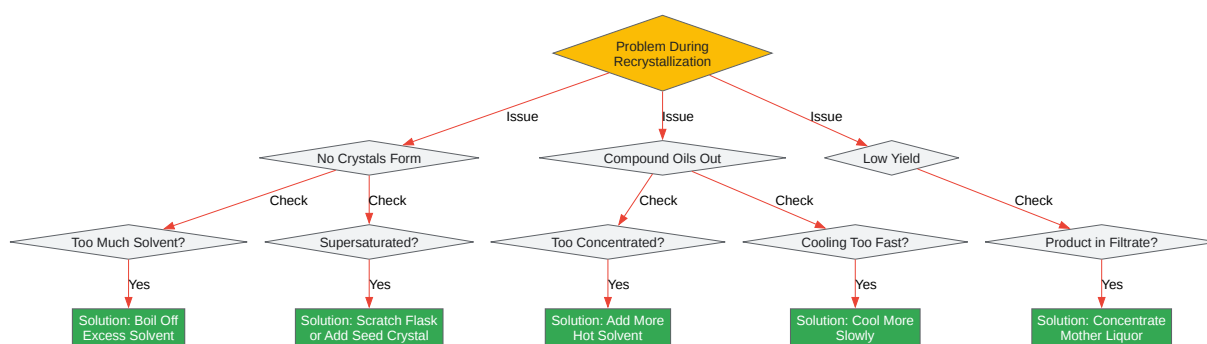 Problem During
Recrystallization
Issue
Issue
Issue
No Crystals Form
Compound Oils Out
Low Yield
Check
Check
Check
Check
Check
Too Much Solvent?
Supersaturated?
Too Concentrated?
Cooling Too Fast?
Product in Filtrate?
Yes
Yes
Yes
Yes
Yes
Solution: Boil Off
Excess Solvent
Solution: Scratch Flask
or Add Seed Crystal
Solution: Add More
Hot Solvent
Solution: Cool More
Slowly
Solution: Concentrate
Mother Liquor